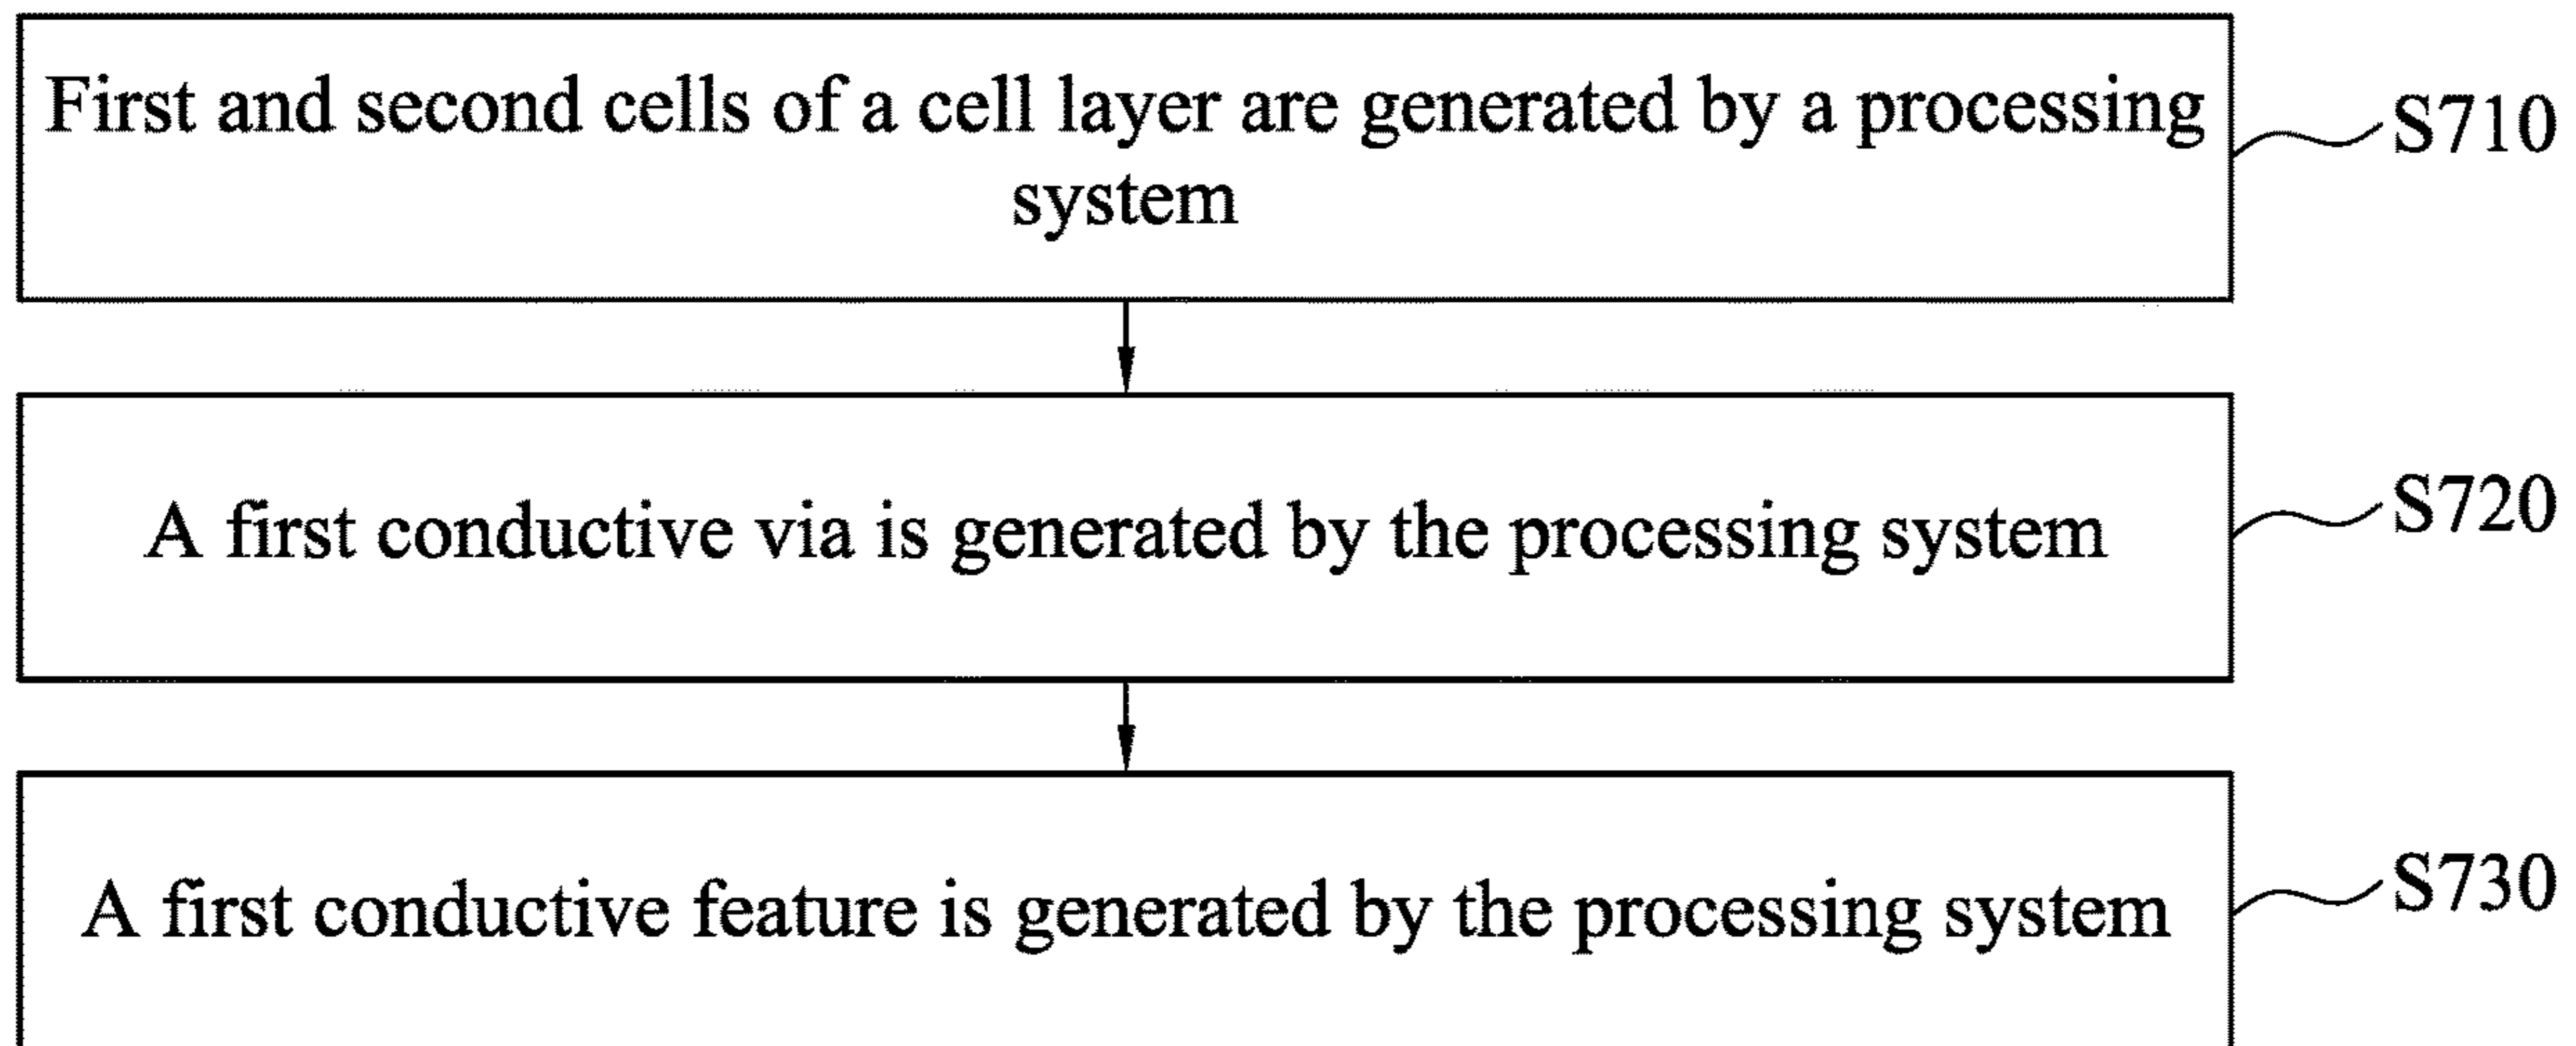 First and second cells of a cell layer are generated by a processing
system
S710
A first conductive via is generated by the processing system
S720
A first conductive feature is generated by the processing system
S730